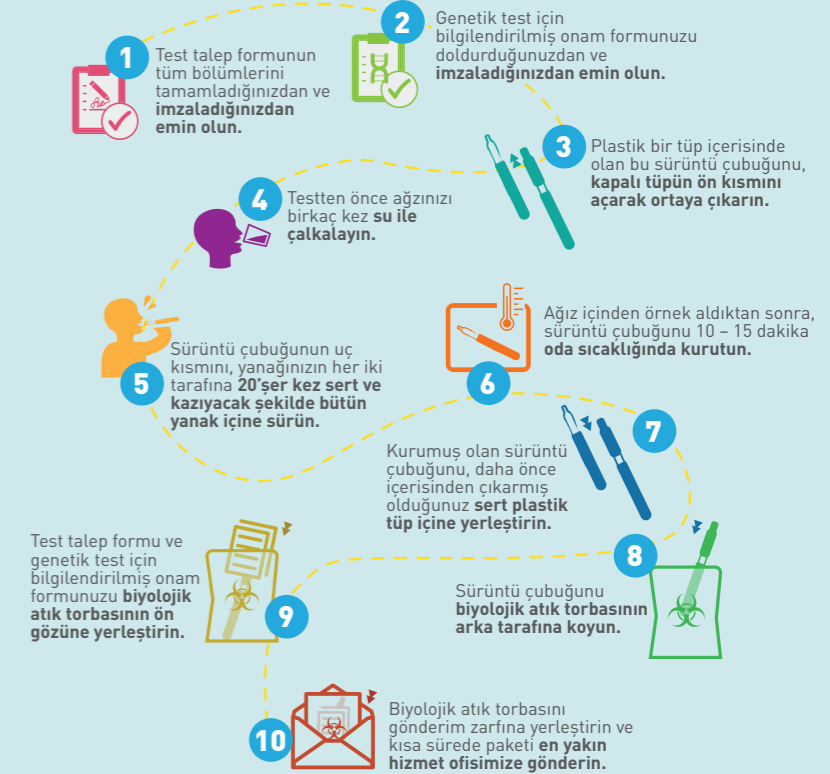 1
Test talep formunun
tüm bölümlerini
tamamladığınızdan ve
imzaladığınızdan
emin olun.
2
Genetik test için
bilgilendirilmiş onam formunuzu
doldurduğunuzdan ve
imzaladığınızdan emin olun.
3
Plastik bir tüp içerisinde
olan bu sürüntü çubuğunu,
kapalı tüpün ön kısmını
açarak ortaya çıkarın.
4
Testten önce ağzınızı
birkaç kez su ile
çalkalayın.
5
Sürüntü çubuğunun uç
kısmını, yanağınızın her iki
tarafına 20'şer kez sert ve
kazıyacak şekilde bütün
yanak içine sürün.
6
Ağız içinden örnek aldıktan sonra,
sürüntü çubuğunu 10 – 15 dakika
oda sıcaklığında kurutun.
7
Kurumuş olan sürüntü
çubuğunu, daha önce
içerisinden çıkarmış
olduğunuz sert plastik
tüp içine yerleştirin.
8
Sürüntü çubuğunu
biyolojik atık torbasının
arka tarafına koyun.
9
Test talep formu ve
genetik test için
bilgilendirilmiş onam
formunuzu biyolojik
atık torbasının ön
gözüne yerleştirin.
10
Biyolojik atık torbasını
gönderim zarfına yerleştirin ve
kısa sürede paketi en yakın
hizmet ofisimize gönderin.